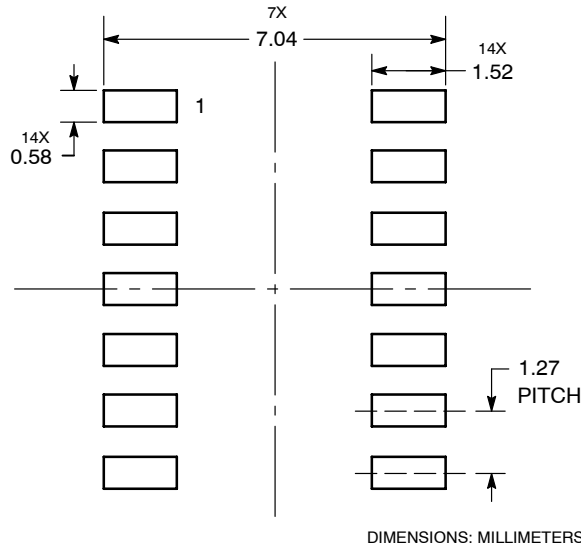 7X
7.04
14X
1.52
1
14X
0.58
1.27
PITCH
DIMENSIONS: MILLIMETERS